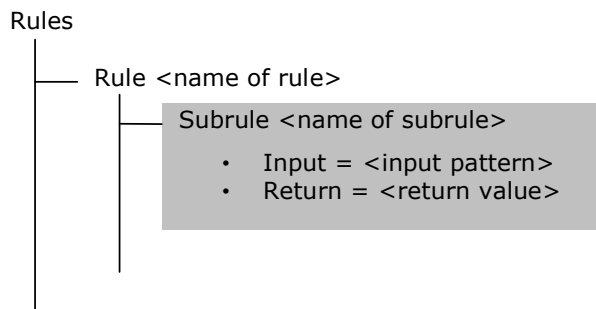 Rules
Rule <name of rule>
Subrule <name of subrule>
• Input = <input pattern>
• Return = <return value>